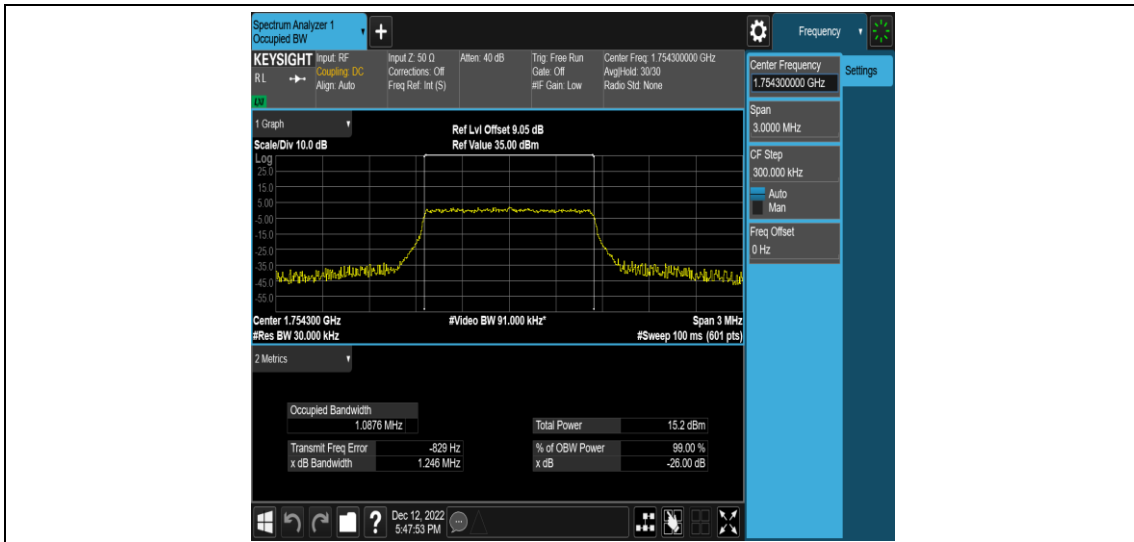 Spectrum Analyzer 1
Occupied BW
+
Frequency
KEYSIGHT
RL
LXI
Input: RF
Coupling: DC
Align: Auto
Input Z: 50 Ω
Corrections: Off
Freq Ref: Int (S)
Atten: 40 dB
Trig: Free Run
Gate: Off
#IF Gain: Low
Center Freq: 1.754300000 GHz
Avg|Hold: 30/30
Radio Std: None
Center Frequency
1.754300000 GHz
Settings
Span
3.0000 MHz
CF Step
300.000 kHz
Auto
Man
Freq Offset
0 Hz
1 Graph
Scale/Div 10.0 dB
Ref Lvl Offset 9.05 dB
Ref Value 35.00 dBm
Log
25.0
15.0
5.00
-5.00
-15.0
-25.0
-35.0
-45.0
-55.0
Center 1.754300 GHz
#Video BW 91.000 kHz*
Span 3 MHz
#Res BW 30.000 kHz
#Sweep 100 ms (601 pts)
2 Metrics
Occupied Bandwidth
1.0876 MHz
Total Power 15.2 dBm
Transmit Freq Error -829 Hz
% of OBW Power 99.00 %
x dB Bandwidth 1.246 MHz
x dB -26.00 dB
?
Dec 12, 2022
5:47:53 PM